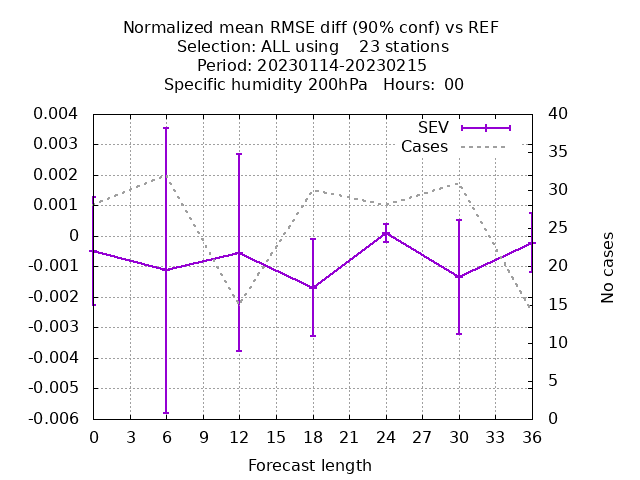 Normalized mean RMSE diff (90% conf) vs REF
Selection: ALL using    23 stations
Period: 20230114-20230215
Specific humidity 200hPa   Hours:  00
0.004
0.003
0.002
0.001
0
-0.001
-0.002
-0.003
-0.004
-0.005
-0.006
SEV
Cases
40
35
30
25
20
15
10
5
0
No cases
0 3 6 9 12 15 18 21 24 27 30 33 36
Forecast length